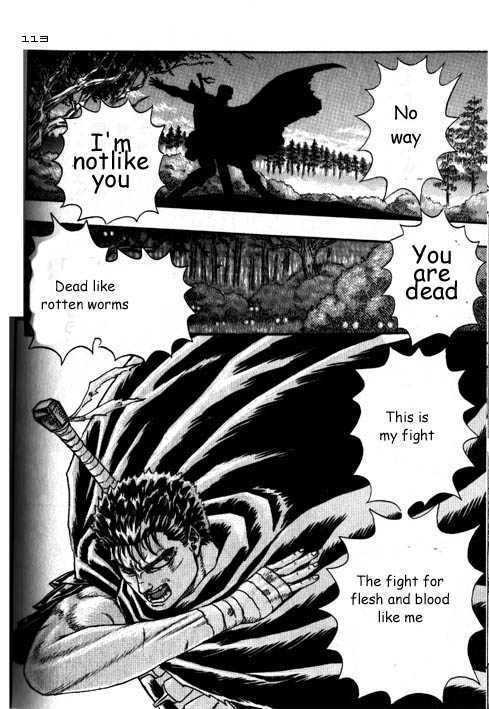 113
No
way
I'm
notlike
you
You
are
dead
Dead like
rotten worms
This is
my fight
The fight for
flesh and blood
like me